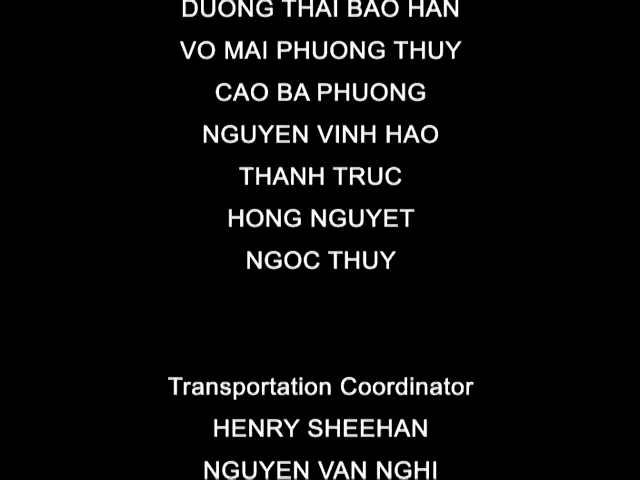 DUONG THAI BAO HAN
VO MAI PHUONG THUY
CAO BA PHUONG
NGUYEN VINH HAO
THANH TRUC
HONG NGUYET
NGOC THUY
Transportation Coordinator
HENRY SHEEHAN
NGUYEN VAN NGHI